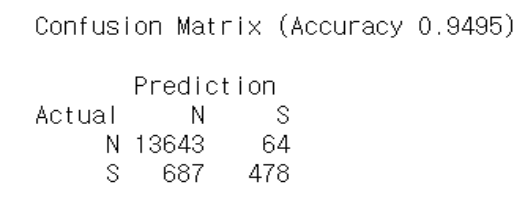 Confusion Matrix (Accuracy 0.9495)
Prediction
Actual N S
N 13643 64
S 687 478